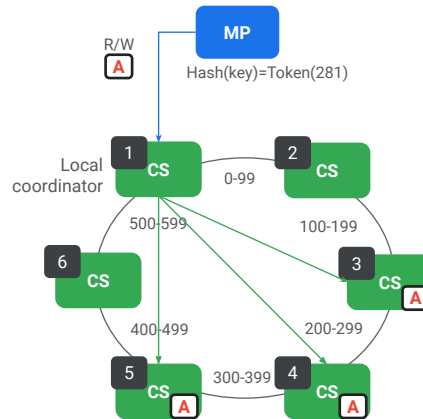 MP
R/W
A
Hash(key)=Token(281)
1
CS
2
CS
Local
coordinator
0-99
500-599
100-199
3
CS
A
6
CS
200-299
400-499
300-399
5
CS
A
4
CS
A